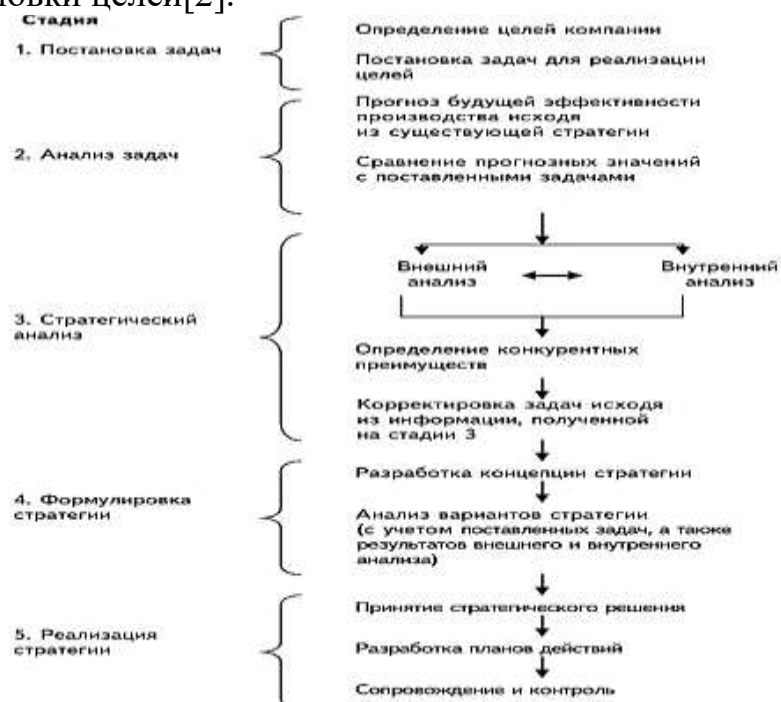 новки целей[2].
Стадия
1. Постановка задач
Определение целей компании
Постановка задач для реализации
целей
2. Анализ задач
Прогноз будущей эффективности
производства исходя
из существующей стратегии
Сравнение прогнозных значений
с поставленными задачами
3. Стратегический
анализ
Внешний
анализ
Внутренний
анализ
Определение конкурентных
преимуществ
Корректировка задач исходя
из информации, полученной
на стадии 3
4. Формулировка
стратегии
Разработка концепции стратегии
Анализ вариантов стратегии
(с учетом поставленных задач, а также
результатов внешнего и внутреннего
анализа)
5. Реализация
стратегии
Принятие стратегического решения
Разработка планов действий
Сопровождение и контроль